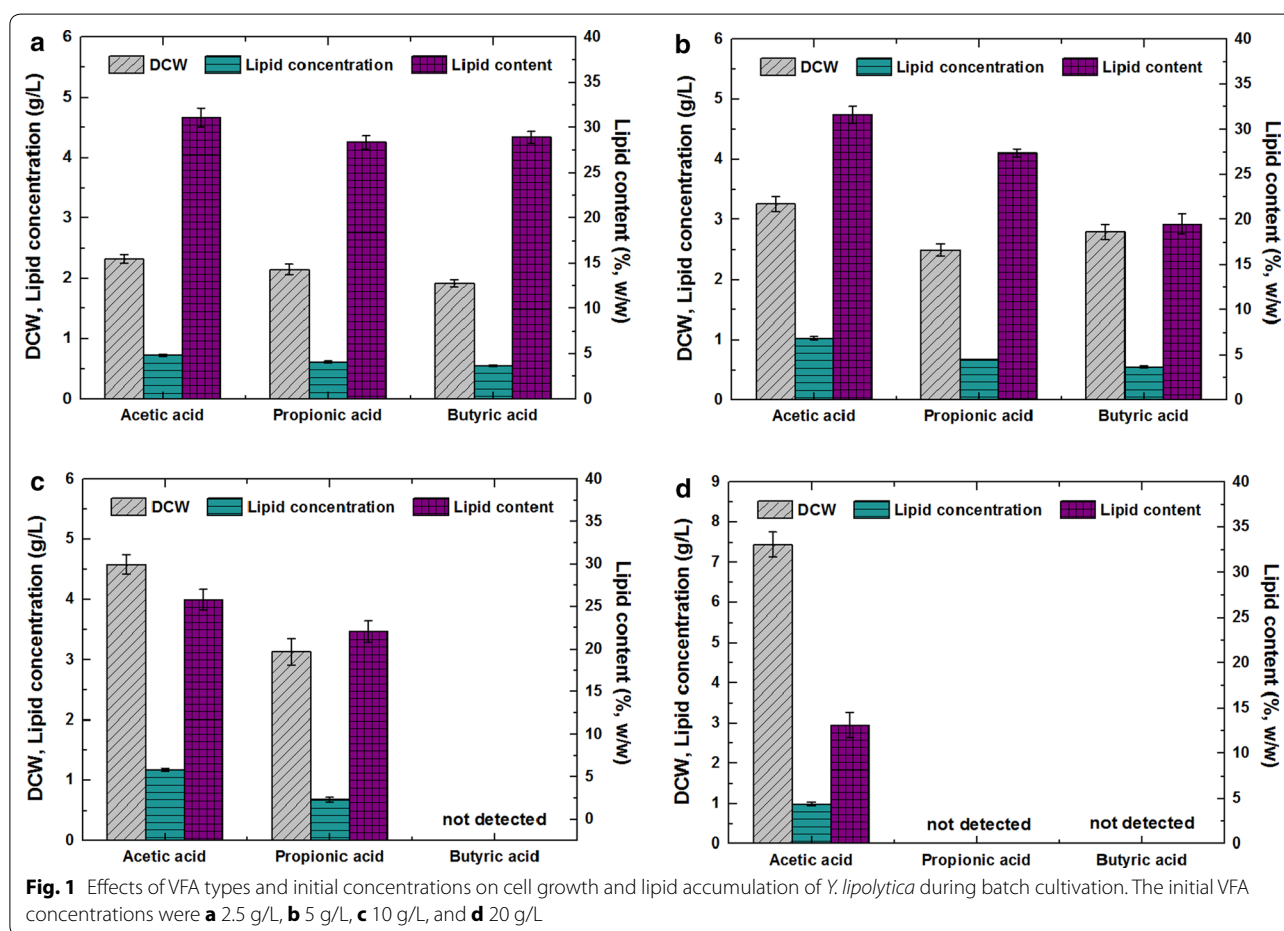 a
DCW Lipid concentration Lipid content
DCW, Lipid concentration (g/L)
6
5
4
3
2
1
0
40
35
30
25
20
15
10
5
0
Lipid content (%, w/w)
Acetic acid Propionic acid Butyric acid
b
DCW Lipid concentration Lipid content
DCW, Lipid concentration (g/L)
6
5
4
3
2
1
0
40
35
30
25
20
15
10
5
0
Lipid content (%, w/w)
Acetic acid Propionic acid Butyric acid
c
DCW Lipid concentration Lipid content
DCW, Lipid concentration (g/L)
6
5
4
3
2
1
0
40
35
30
25
20
15
10
5
0
Lipid content (%, w/w)
not detected
Acetic acid Propionic acid Butyric acid
d
DCW Lipid concentration Lipid content
DCW, Lipid concentration (g/L)
9
8
7
6
5
4
3
2
1
0
40
35
30
25
20
15
10
5
0
Lipid content (%, w/w)
not detected not detected
Acetic acid Propionic acid Butyric acid
Fig. 1 Effects of VFA types and initial concentrations on cell growth and lipid accumulation of Y. lipolytica during batch cultivation. The initial VFA
concentrations were a 2.5 g/L, b 5 g/L, c 10 g/L, and d 20 g/L